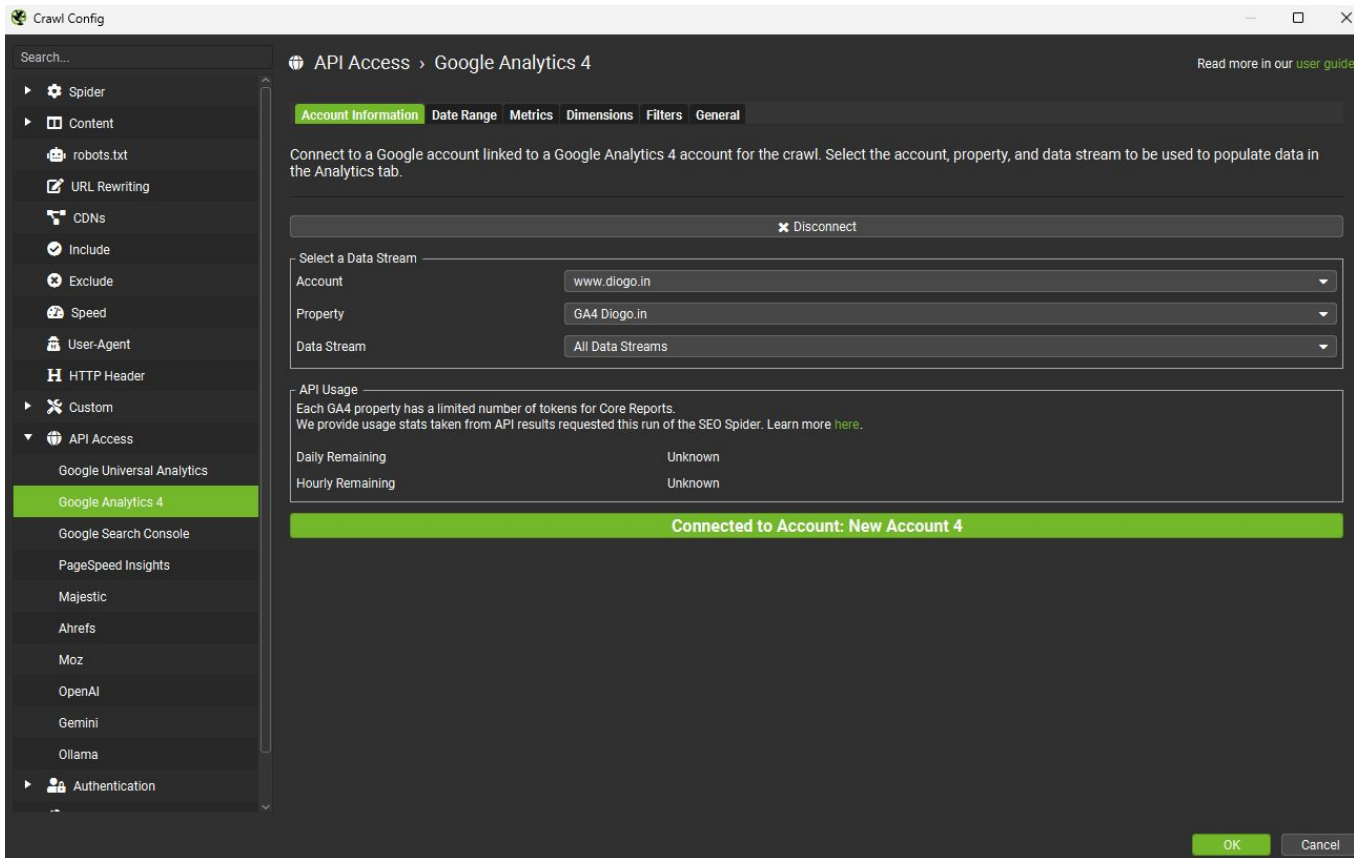 Crawl Config
Search...
Spider
Content
robots.txt
URL Rewriting
CDNs
Include
Exclude
Speed
User-Agent
HTTP Header
Custom
API Access
Google Universal Analytics
Google Analytics 4
Google Search Console
PageSpeed Insights
Majestic
Ahrefs
Moz
OpenAI
Gemini
Ollama
Authentication
API Access › Google Analytics 4
Read more in our user guide
Account Information Date Range Metrics Dimensions Filters General
Connect to a Google account linked to a Google Analytics 4 account for the crawl. Select the account, property, and data stream to be used to populate data in
the Analytics tab.
Disconnect
Select a Data Stream
Account www.diogo.in
Property GA4 Diogo.in
Data Stream All Data Streams
API Usage
Each GA4 property has a limited number of tokens for Core Reports.
We provide usage stats taken from API results requested this run of the SEO Spider. Learn more here.
Daily Remaining Unknown
Hourly Remaining Unknown
Connected to Account: New Account 4
OK Cancel